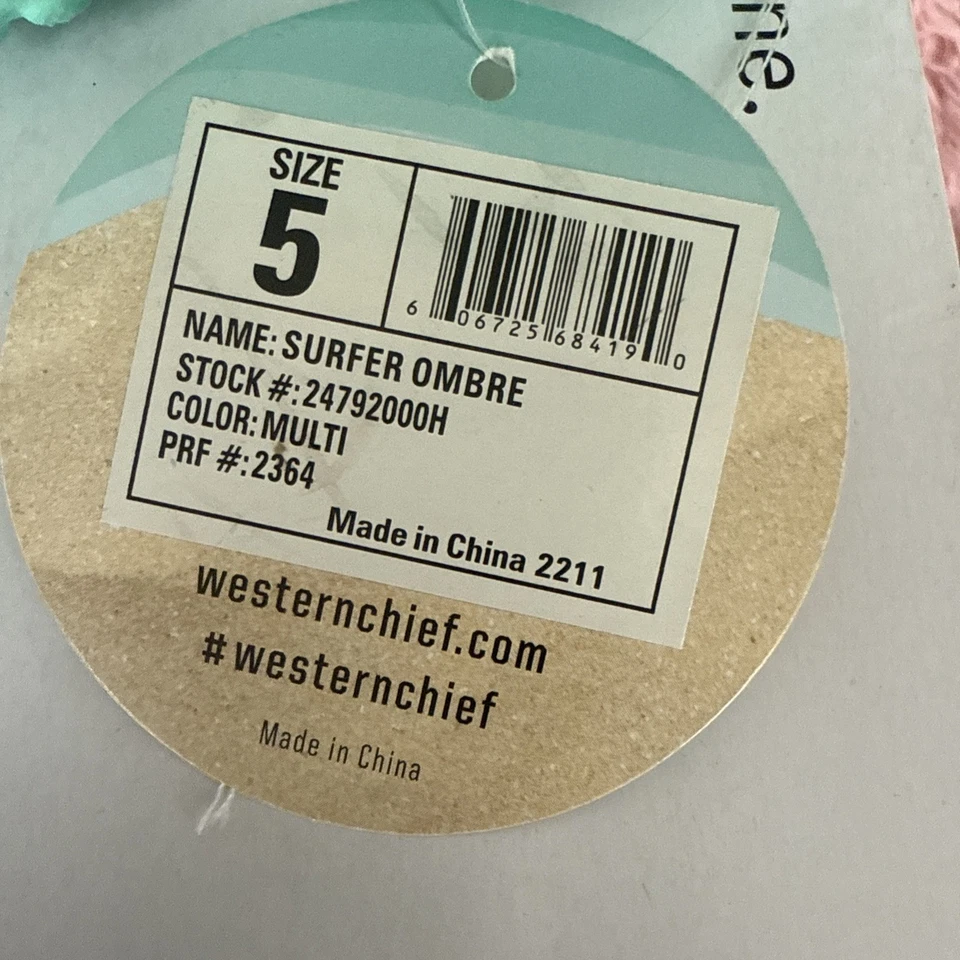 ne.
SIZE
5
6 06725 68419 0
NAME: SURFER OMBRE
STOCK #: 24792000H
COLOR: MULTI
PRF #: 2364
Made in China 2211
westernchief.com
#westernchief
Made in China